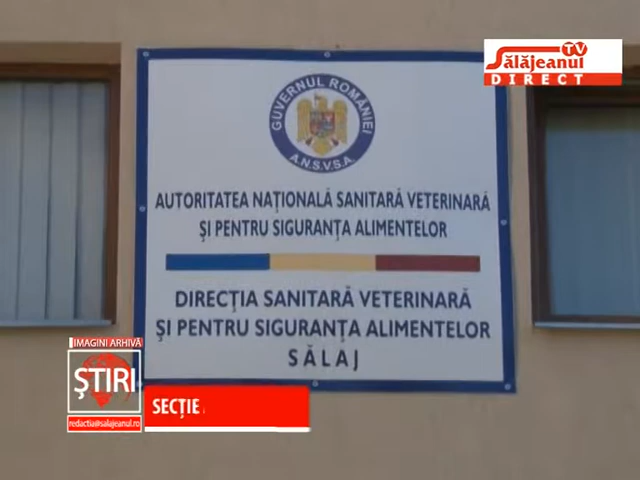 Sălăjeanul TV
DIRECT
GUVERNUL ROMÂNIEI
A.N.S.V.S.A.
AUTORITATEA NAȚIONALĂ SANITARĂ VETERINARĂ
ȘI PENTRU SIGURANȚA ALIMENTELOR
DIRECȚIA SANITARĂ VETERINARĂ
ȘI PENTRU SIGURANȚA ALIMENTELOR
SĂLAJ
IMAGINI ARHIVĂ
ȘTIRI
redactia@salajeanul.ro
SECȚIE